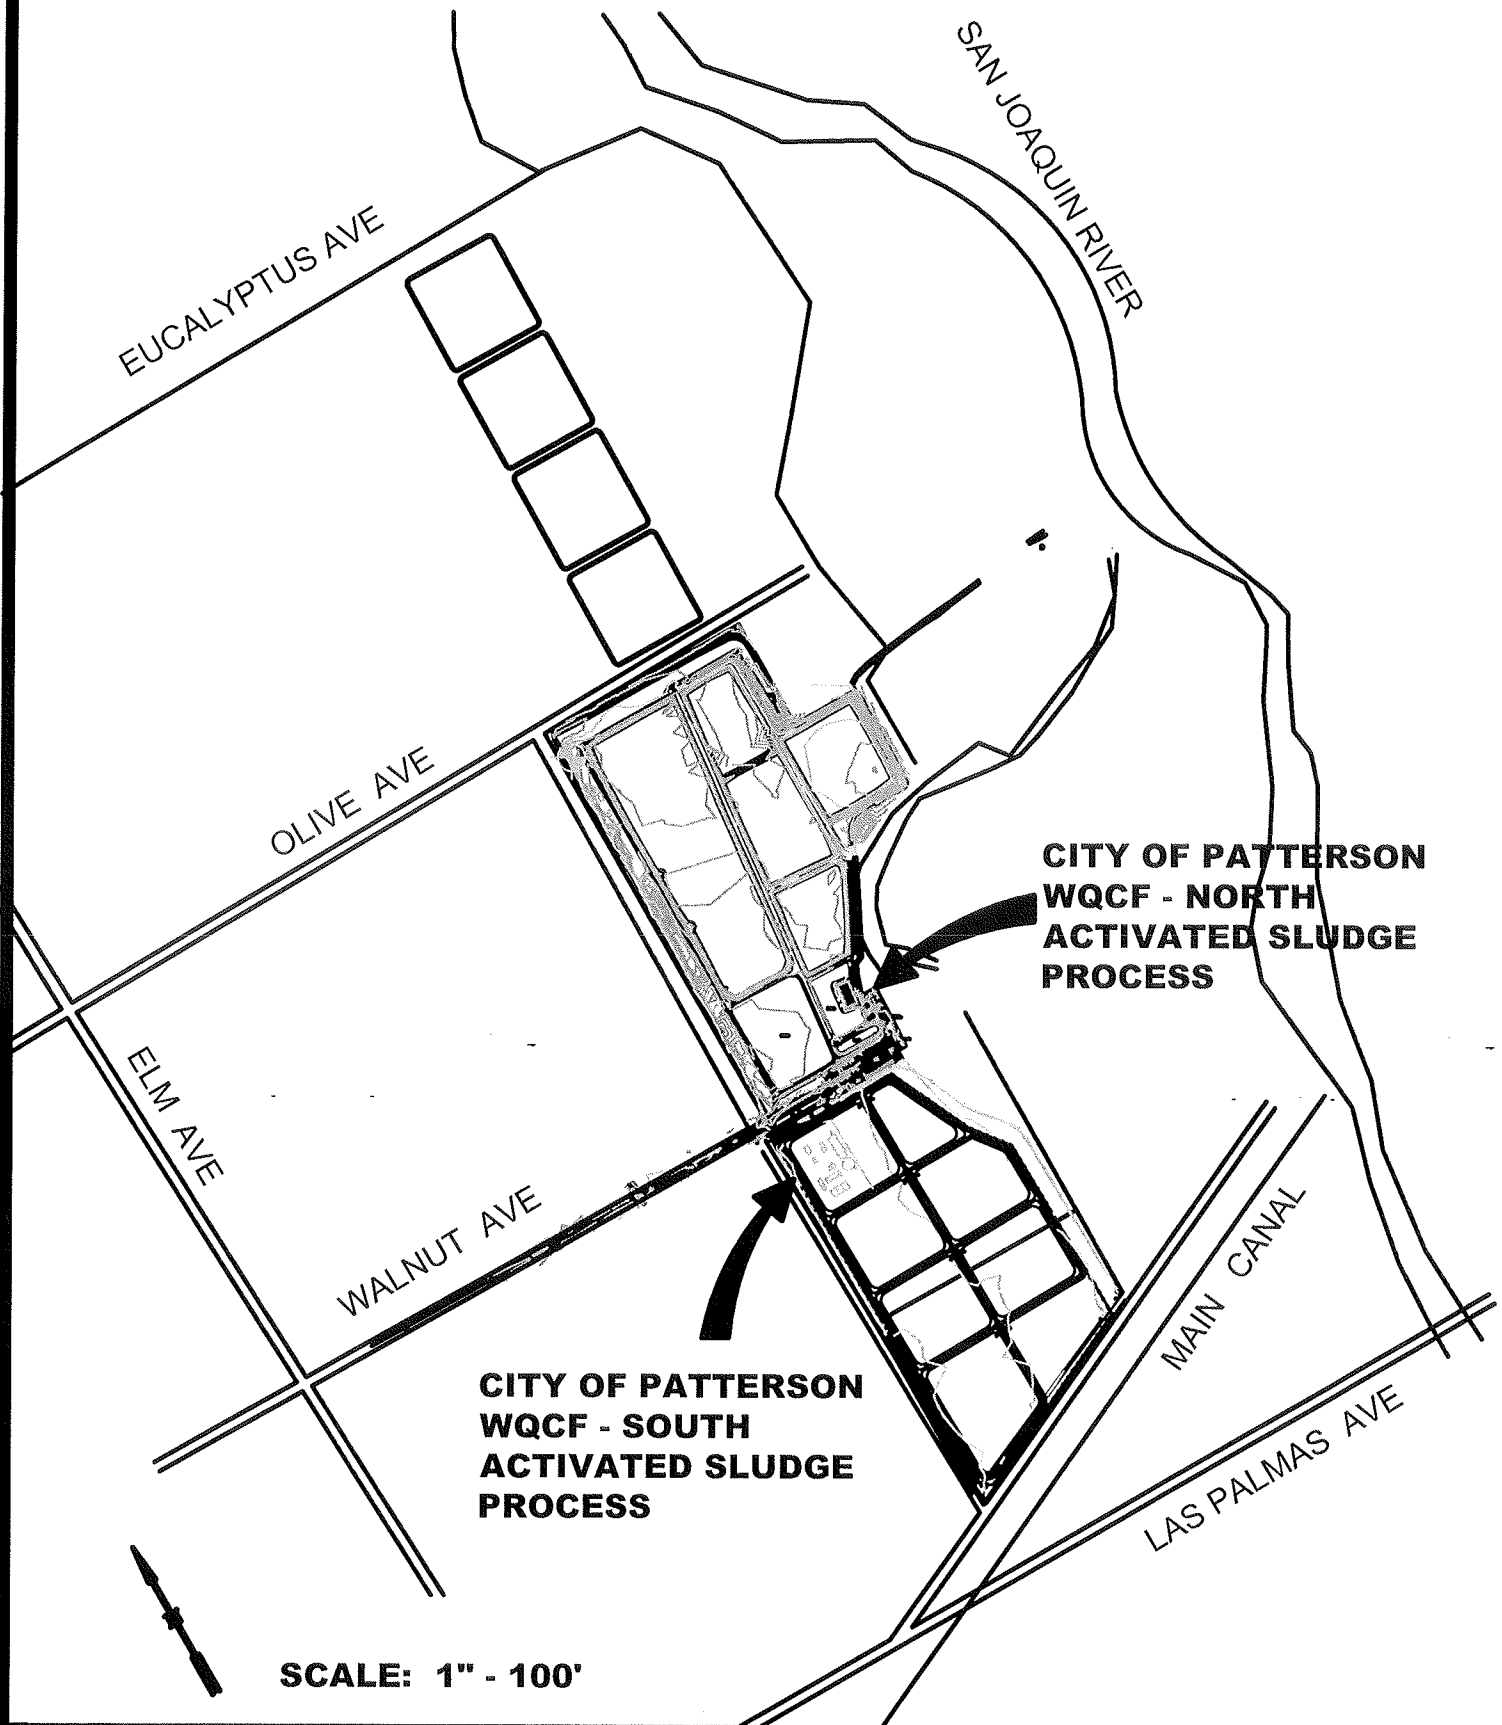 SAN JOAQUIN RIVER
EUCALYPTUS AVE
OLIVE AVE
CITY OF PATTERSON
WQCF - NORTH
ACTIVATED SLUDGE
PROCESS
ELM AVE
WALNUT AVE
MAIN CANAL
CITY OF PATTERSON
WQCF - SOUTH
ACTIVATED SLUDGE
PROCESS
LAS PALMAS AVE
SCALE: 1" - 100'